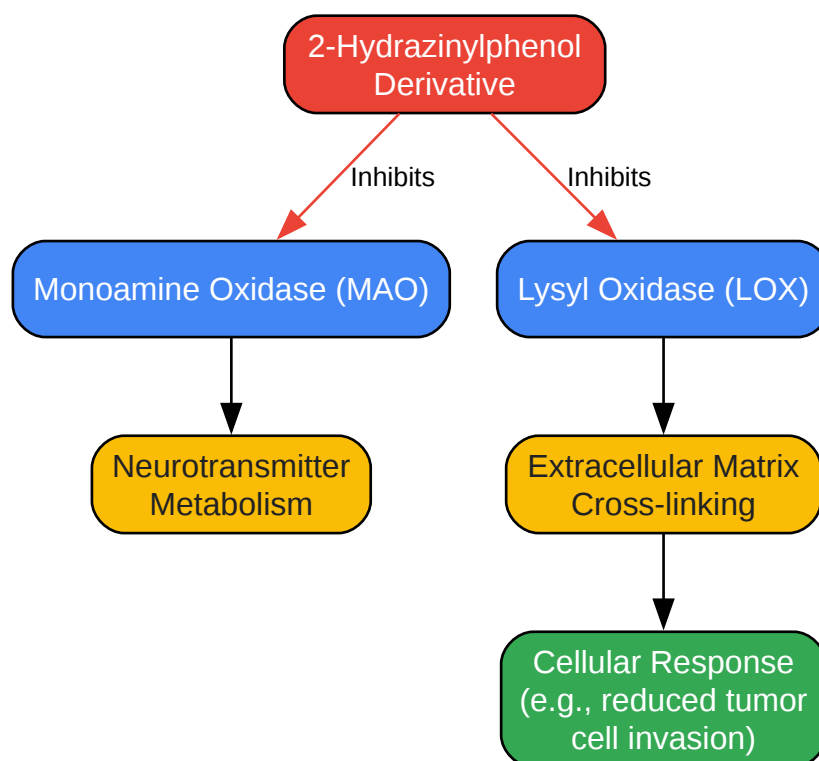 2-Hydrazinylphenol
Derivative
Inhibits
Inhibits
Monoamine Oxidase (MAO)
Lysyl Oxidase (LOX)
Neurotransmitter
Metabolism
Extracellular Matrix
Cross-linking
Cellular Response
(e.g., reduced tumor
cell invasion)